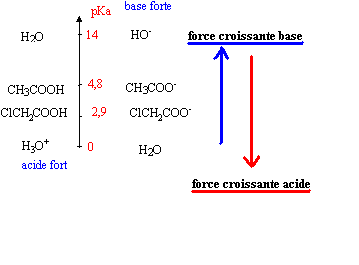 pKa base forte
H₂O 14 HO⁻ force croissante base
CH₃COOH 4,8 CH₃COO⁻
ClCH₂COOH 2,9 ClCH₂COO⁻
H₃O⁺ 0 H₂O
acide fort
force croissante acide